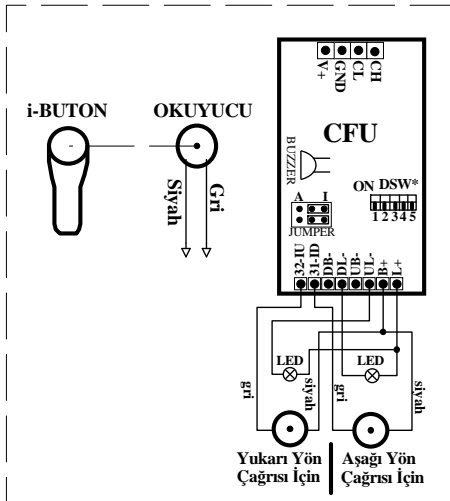 V+ GND CL CH
i-BUTON
OKUYUCU
CFU
BUZZER
Siyah
Gri
ON DSW*
1 2 3 4 5
A I
JUMPER
32-IU 31-ID DB- DL- UB- UL- B+ L+
LED
LED
gri
siyah
gri
siyah
Yukarı Yön
Çağrısı İçin
Aşağı Yön
Çağrısı İçin